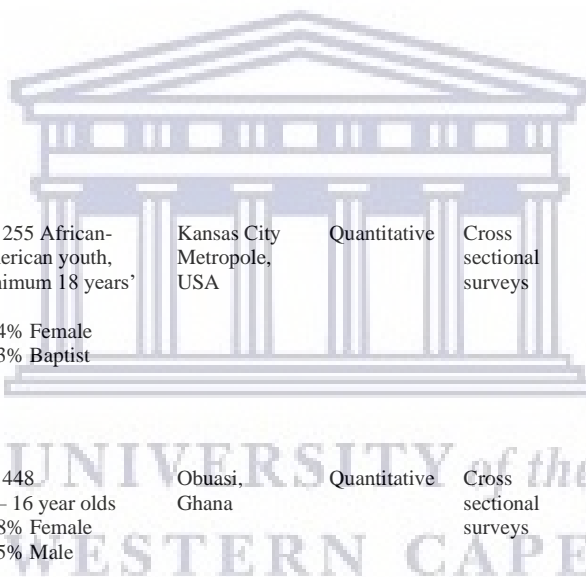 255 African-
erican youth,
nimum 18 years’
4% Female
3% Baptist
Kansas City
Metropole,
USA
Quantitative
Cross
sectional
surveys
448
– 16 year olds
8% Female
5% Male
Obuasi,
Ghana
Quantitative
Cross
sectional
surveys
UNIVERSITY of the
WESTERN CAPE